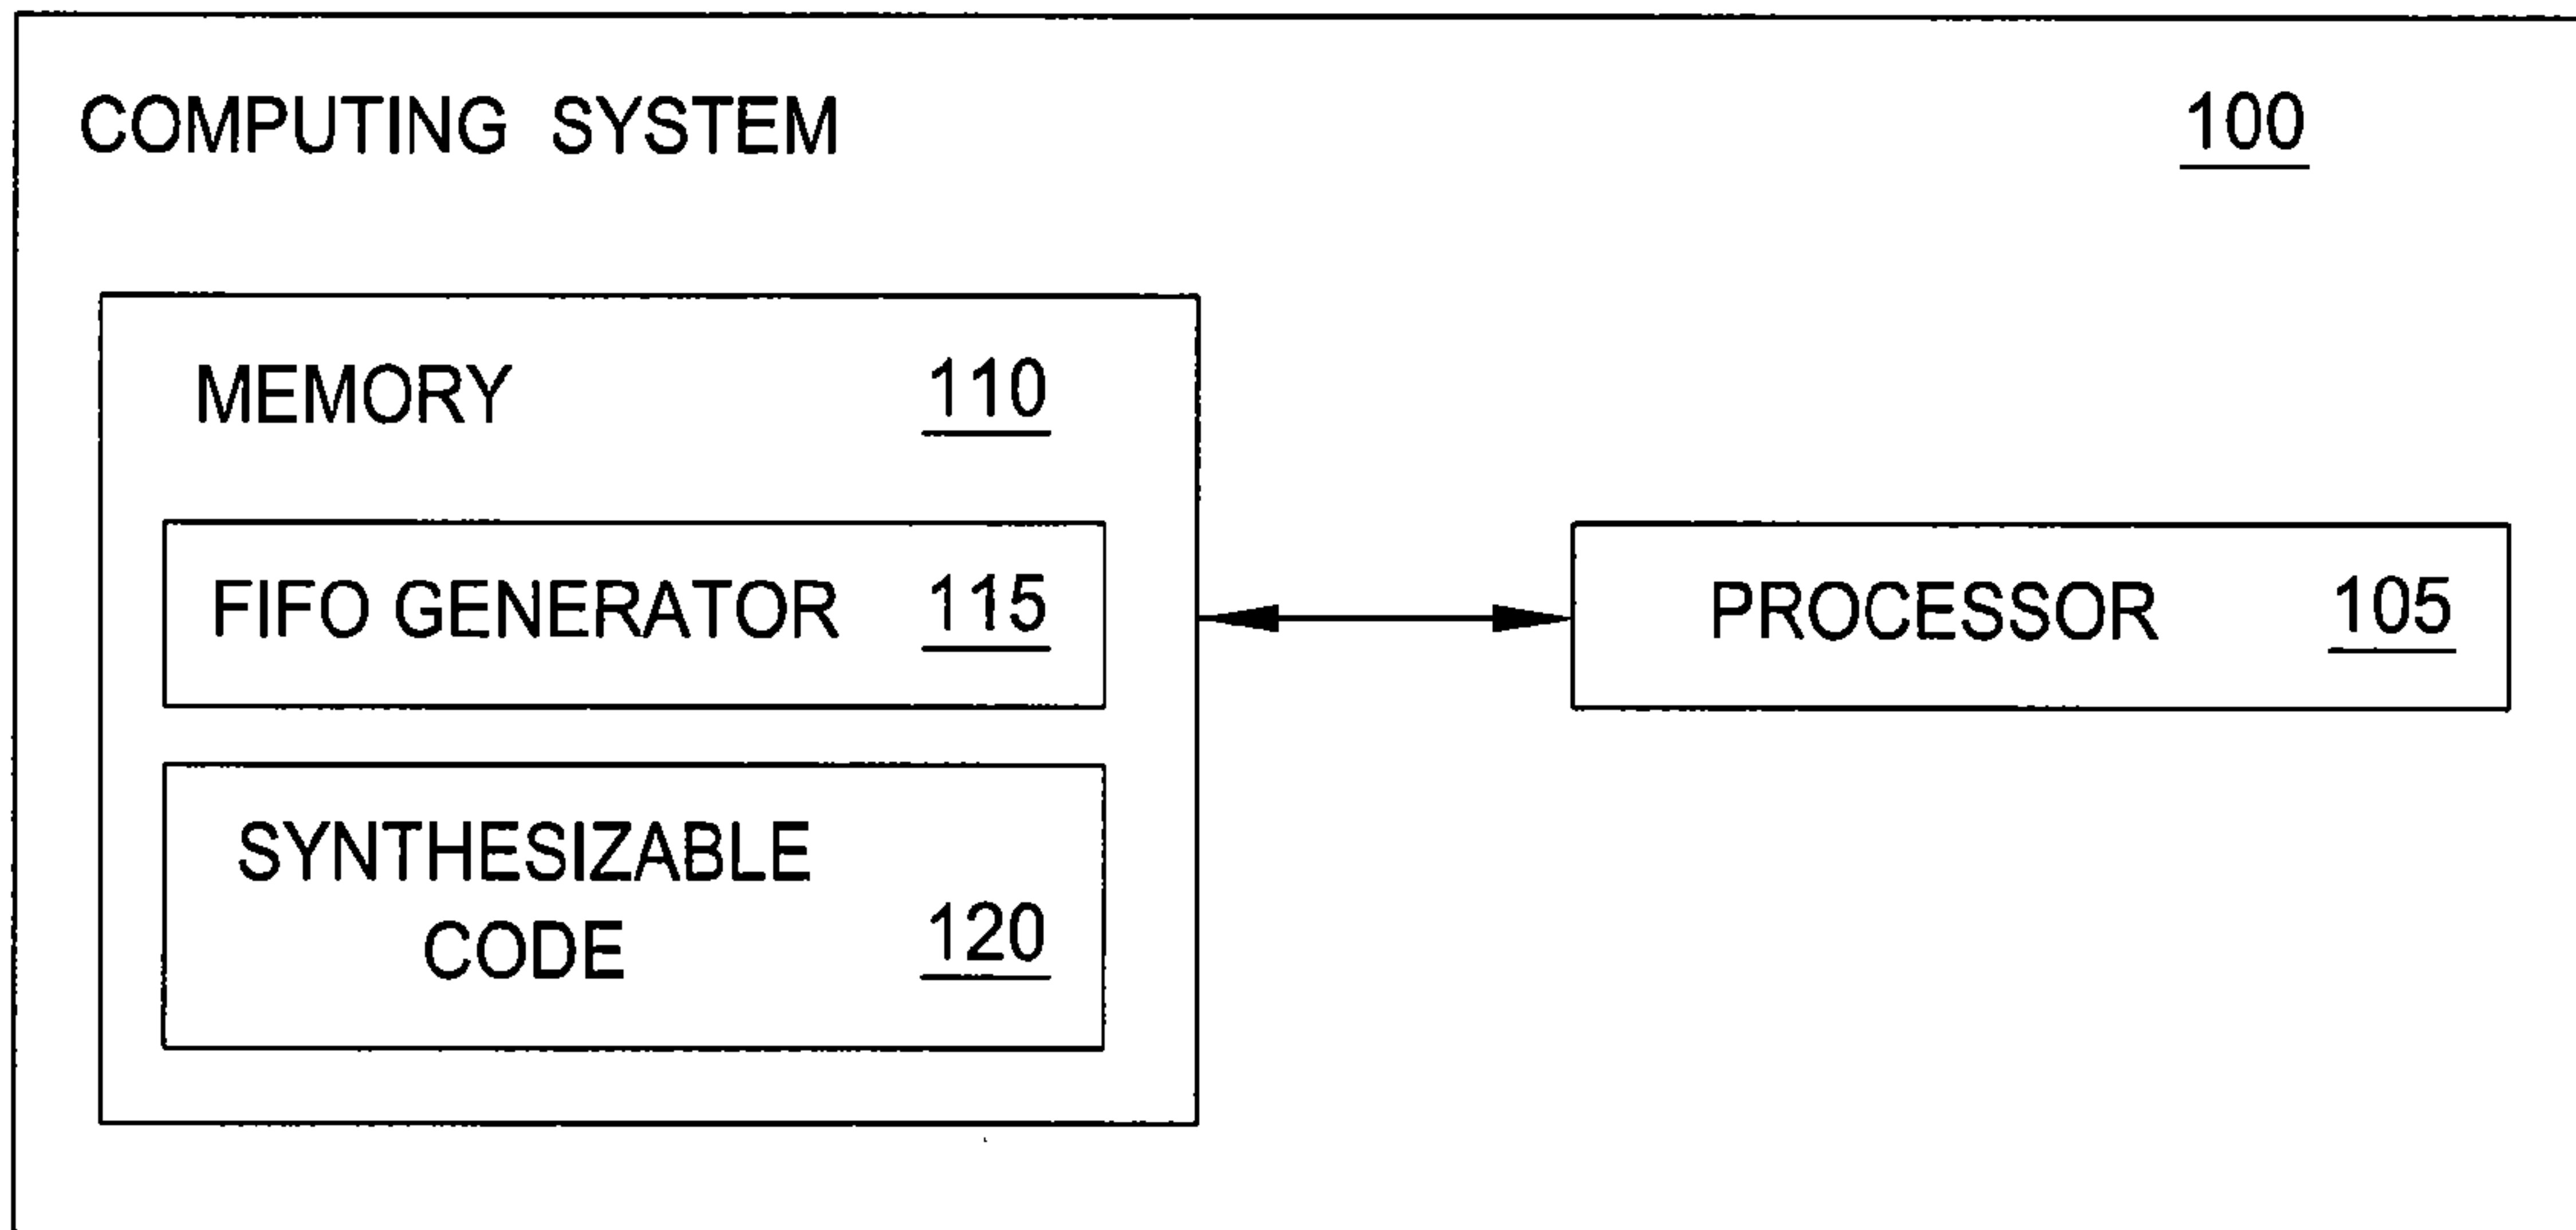 COMPUTING SYSTEM 100
MEMORY 110
FIFO GENERATOR 115
PROCESSOR 105
SYNTHESIZABLE
CODE 120